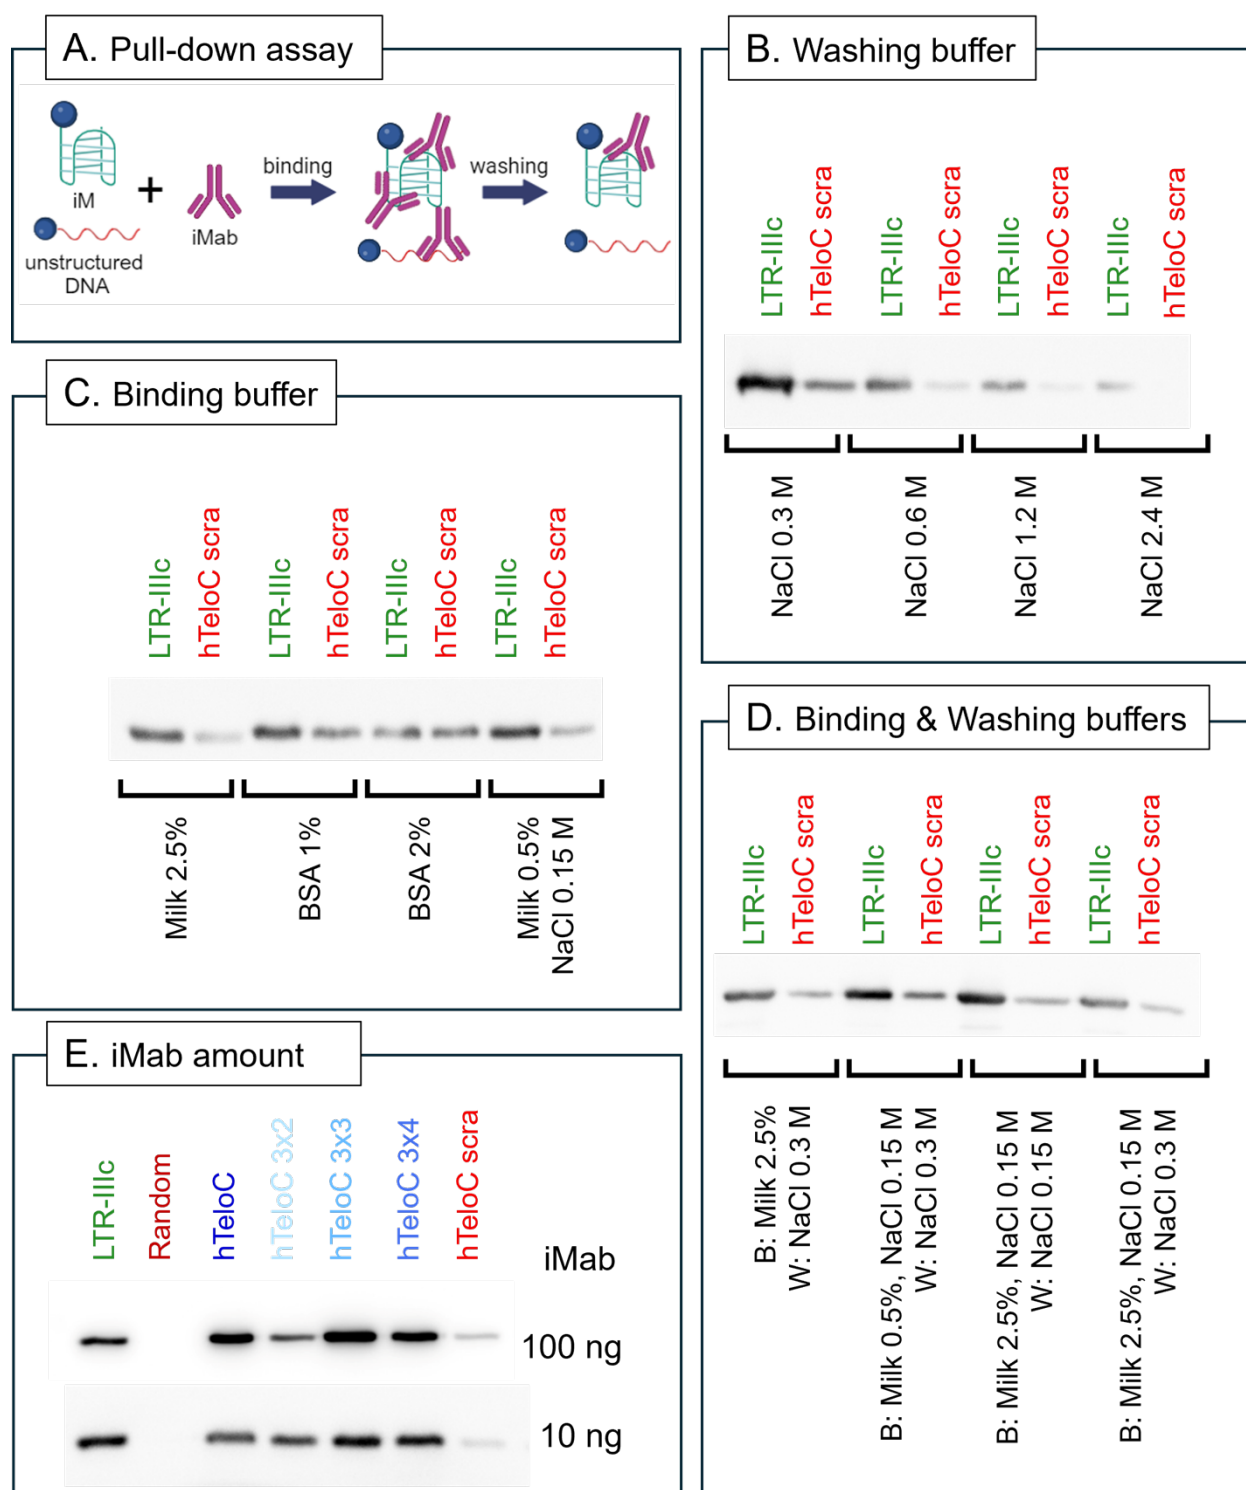 A. Pull-down assay
iM
+
iMab
unstructured
DNA
binding
washing
B. Washing buffer
LTR-IIIc
hTeloC scra
LTR-IIIc
hTeloC scra
LTR-IIIc
hTeloC scra
LTR-IIIc
hTeloC scra
NaCl 0.3 M
NaCl 0.6 M
NaCl 1.2 M
NaCl 2.4 M
C. Binding buffer
LTR-IIIc
hTeloC scra
LTR-IIIc
hTeloC scra
LTR-IIIc
hTeloC scra
LTR-IIIc
hTeloC scra
Milk 2.5%
BSA 1%
BSA 2%
Milk 0.5%
NaCl 0.15 M
D. Binding & Washing buffers
LTR-IIIc
hTeloC scra
LTR-IIIc
hTeloC scra
LTR-IIIc
hTeloC scra
LTR-IIIc
hTeloC scra
B: Milk 2.5%
W: NaCl 0.3 M
B: Milk 0.5%, NaCl 0.15 M
W: NaCl 0.3 M
B: Milk 2.5%, NaCl 0.15 M
W: NaCl 0.15 M
B: Milk 2.5%, NaCl 0.15 M
W: NaCl 0.3 M
E. iMab amount
LTR-IIIc
Random
hTeloC
hTeloC 3x2
hTeloC 3x3
hTeloC 3x4
hTeloC scra
iMab
100 ng
10 ng